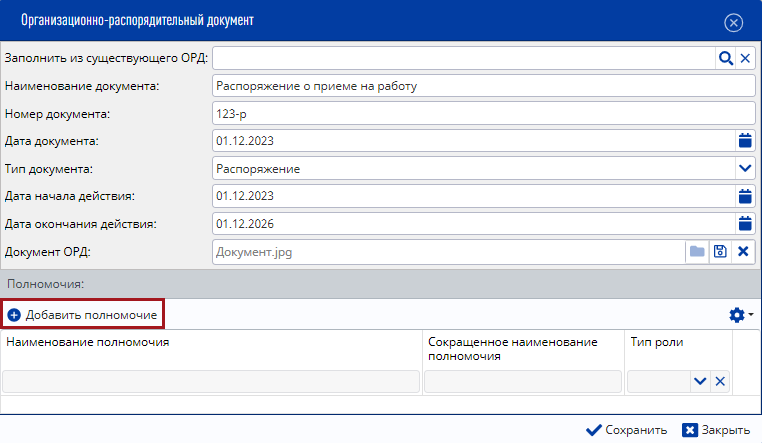 Организационно-распорядительный документ
Заполнить из существующего ОРД:
Наименование документа: Распоряжение о приеме на работу
Номер документа: 123-р
Дата документа: 01.12.2023
Тип документа: Распоряжение
Дата начала действия: 01.12.2023
Дата окончания действия: 01.12.2026
Документ ОРД: Документ.jpg
Полномочия:
Добавить полномочие
Наименование полномочия Сокращенное наименование Тип роли
полномочия
Сохранить Закрыть